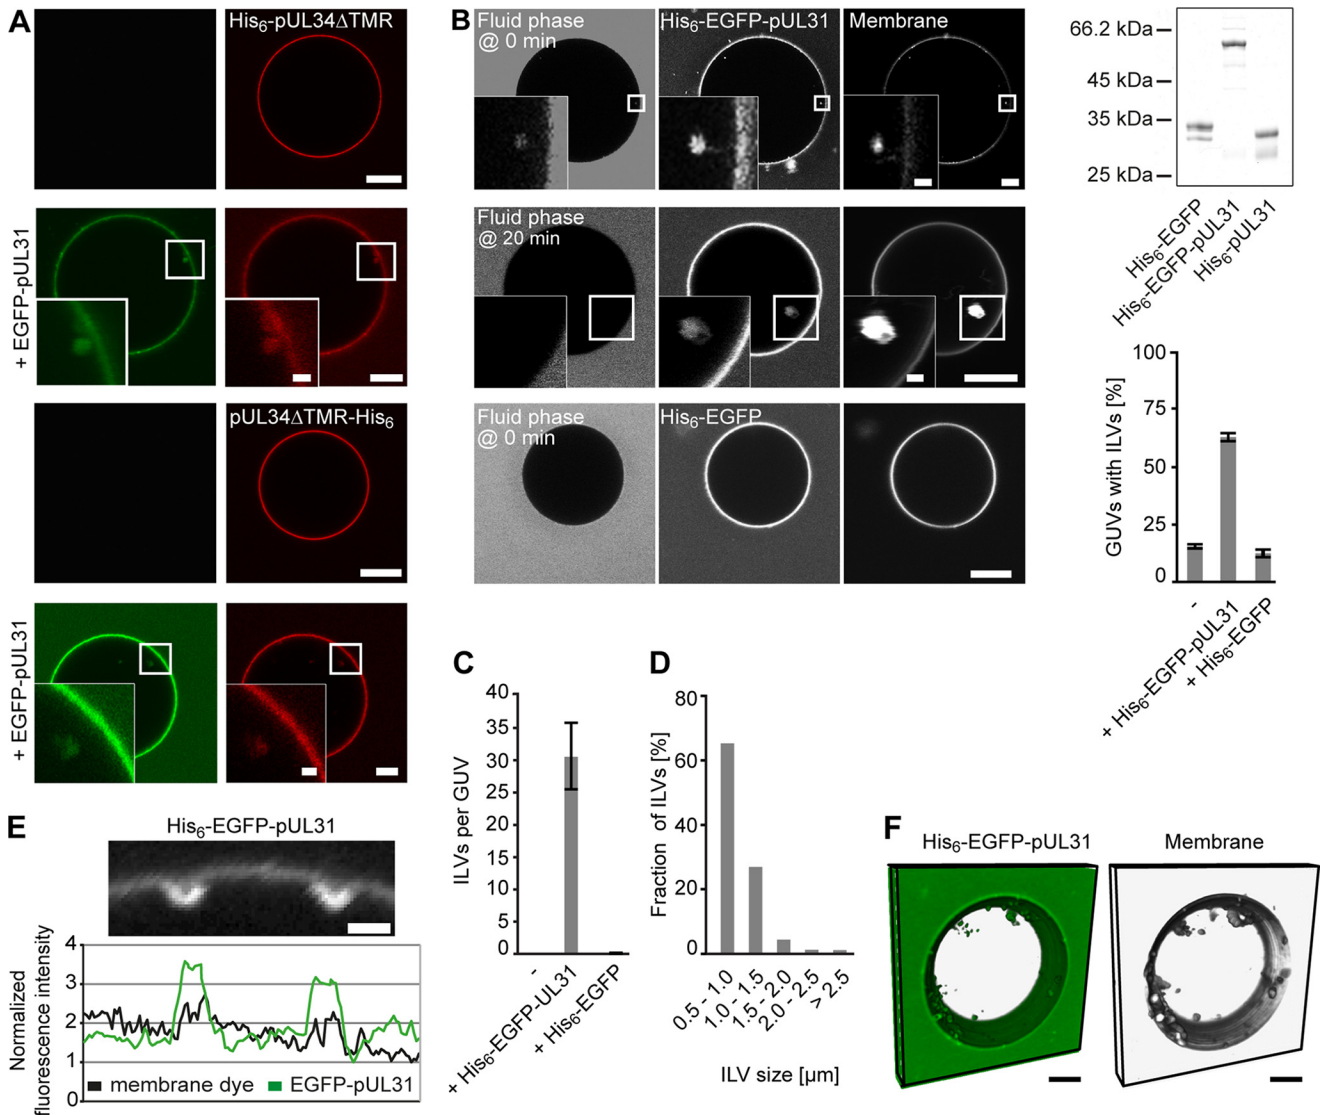 A
His6-pUL34ΔTMR
+ EGFP-pUL31
pUL34ΔTMR-His6
+ EGFP-pUL31
B
Fluid phase
@ 0 min
His6-EGFP-pUL31
Membrane
Fluid phase
@ 20 min
Fluid phase
@ 0 min
His6-EGFP
66.2 kDa
45 kDa
35 kDa
25 kDa
His6-EGFP
His6-EGFP-pUL31
His6-pUL31
GUVs with ILVs [%]
100
75
50
25
0
-
+ His6-EGFP-pUL31
+ His6-EGFP
C
ILVs per GUV
40
35
30
25
20
15
10
5
0
-
+ His6-EGFP-UL31
+ His6-EGFP
D
Fraction of ILVs [%]
80
60
40
20
0
0.5 - 1.0
1.0 - 1.5
1.5 - 2.0
2.0 - 2.5
> 2.5
ILV size [µm]
E
His6-EGFP-pUL31
Normalized
fluorescence intensity
4
3
2
1
0
membrane dye
EGFP-pUL31
F
His6-EGFP-pUL31
Membrane